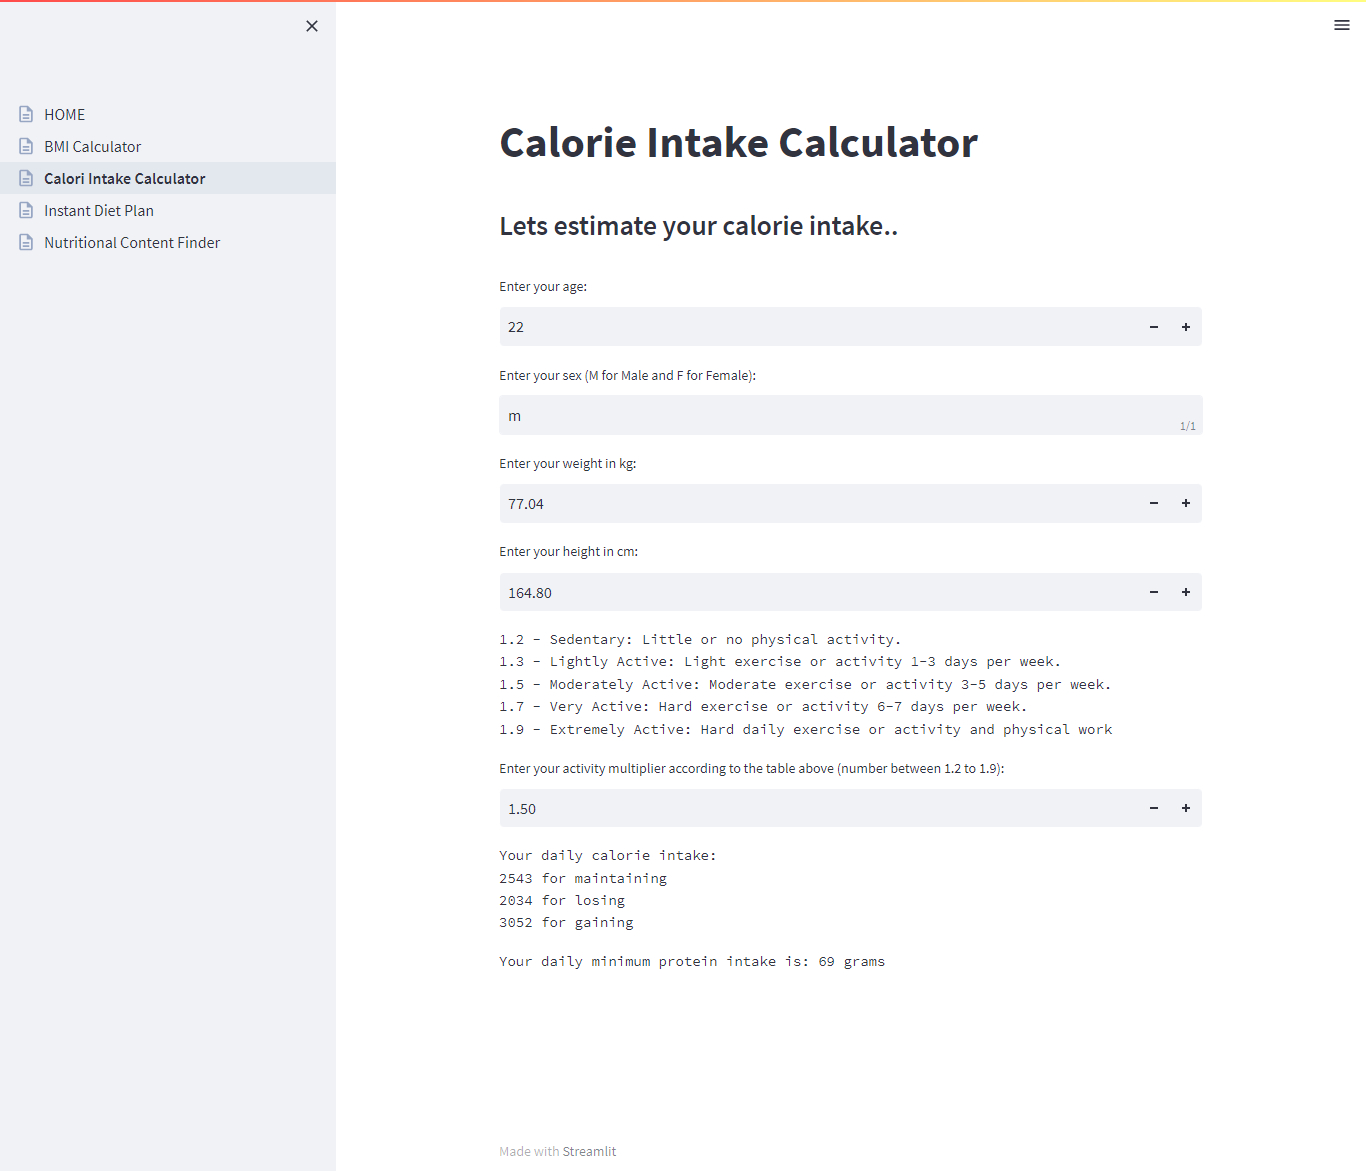 HOME
BMI Calculator
Calori Intake Calculator
Instant Diet Plan
Nutritional Content Finder
Calorie Intake Calculator
Lets estimate your calorie intake..
Enter your age:
22
Enter your sex (M for Male and F for Female):
m
1/1
Enter your weight in kg:
77.04
Enter your height in cm:
164.80
1.2 - Sedentary: Little or no physical activity.
1.3 - Lightly Active: Light exercise or activity 1-3 days per week.
1.5 - Moderately Active: Moderate exercise or activity 3-5 days per week.
1.7 - Very Active: Hard exercise or activity 6-7 days per week.
1.9 - Extremely Active: Hard daily exercise or activity and physical work
Enter your activity multiplier according to the table above (number between 1.2 to 1.9):
1.50
Your daily calorie intake:
2543 for maintaining
2034 for losing
3052 for gaining
Your daily minimum protein intake is: 69 grams
Made with Streamlit